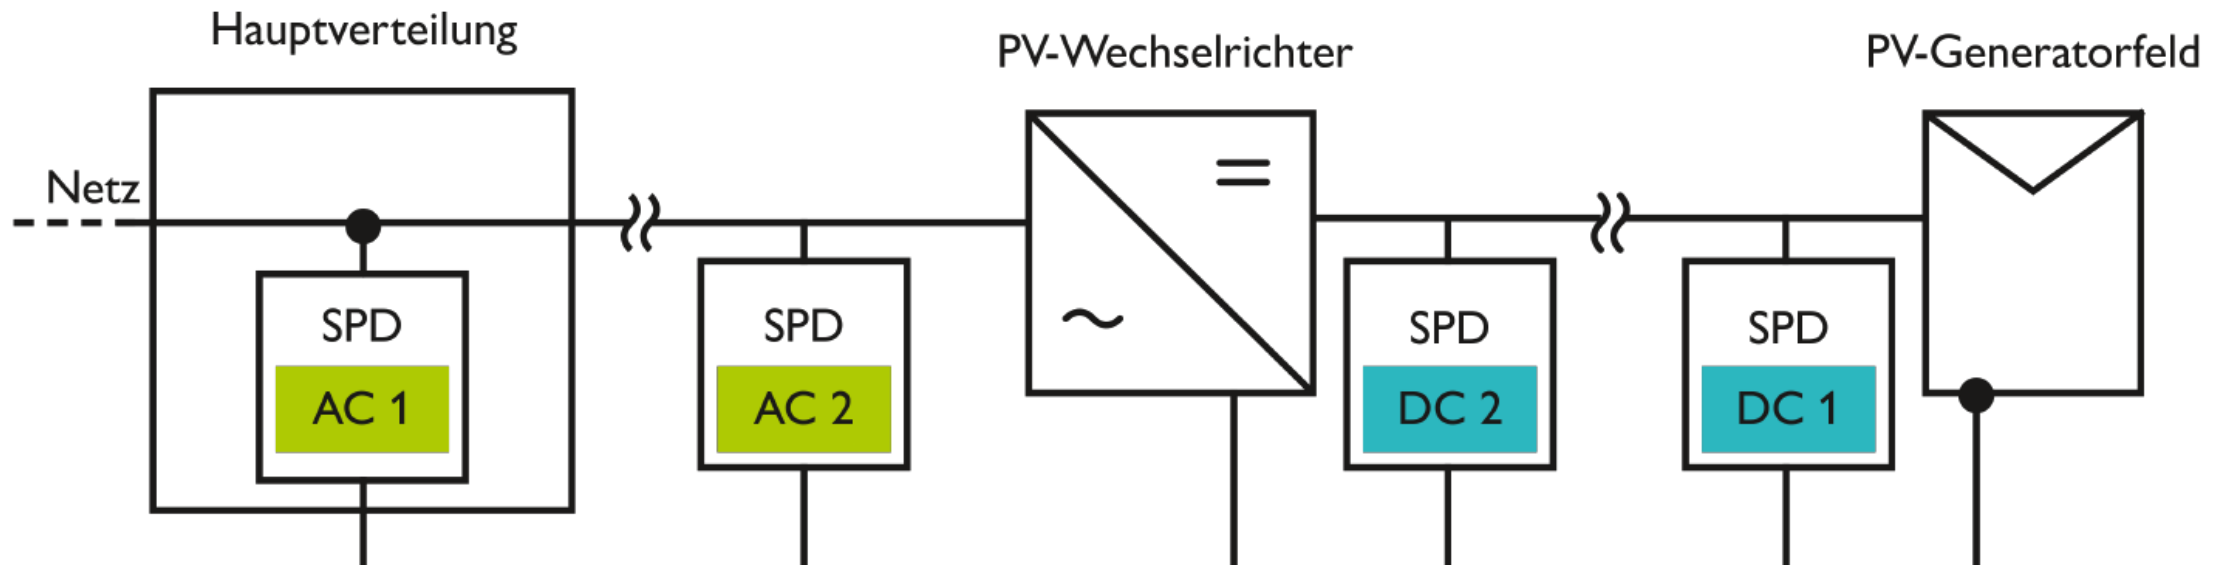 Hauptverteilung
PV-Wechselrichter
PV-Generatorfeld
Netz
SPD
AC 1
SPD
AC 2
SPD
DC 2
SPD
DC 1